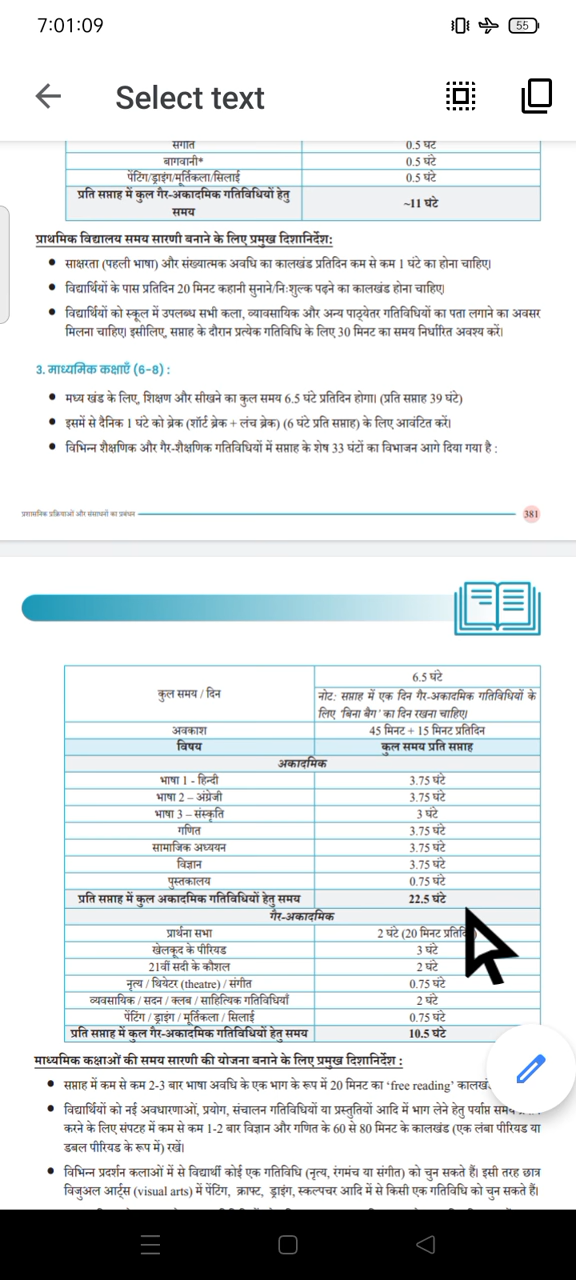 7:01:09
55
Select text
संगीत 0.5 घंटे
बागवानी* 0.5 घंटे
पेंटिंग/ड्राइंग/मूर्तिकला/सिलाई 0.5 घंटे
प्रति सप्ताह में कुल गैर-अकादमिक गतिविधियों हेतु
समय ~11 घंटे
प्राथमिक विद्यालय समय सारणी बनाने के लिए प्रमुख दिशानिर्देश:
• साक्षरता (पहली भाषा) और संख्यात्मक अवधि का कालखंड प्रतिदिन कम से कम 1 घंटे का होना चाहिए।
• विद्यार्थियों के पास प्रतिदिन 20 मिनट कहानी सुनाने/निःशुल्क पढ़ने का कालखंड होना चाहिए।
• विद्यार्थियों को स्कूल में उपलब्ध सभी कला, व्यावसायिक और अन्य पाठ्येतर गतिविधियों का पता लगाने का अवसर
मिलना चाहिए। इसीलिए, सप्ताह के दौरान प्रत्येक गतिविधि के लिए 30 मिनट का समय निर्धारित अवश्य करें।
3. माध्यमिक कक्षाएँ (6-8) :
• मध्य खंड के लिए, शिक्षण और सीखने का कुल समय 6.5 घंटे प्रतिदिन होगा। (प्रति सप्ताह 39 घंटे)
• इसमें से दैनिक 1 घंटे को ब्रेक (शॉर्ट ब्रेक + लंच ब्रेक) (6 घंटे प्रति सप्ताह) के लिए आवटित करें।
• विभिन्न शैक्षणिक और गैर-शैक्षणिक गतिविधियों में सप्ताह के शेष 33 घंटों का विभाजन आगे दिया गया है :
प्रशासनिक प्रक्रियाओं और संसाधनों का प्रबंधन 381
कुल समय / दिन 6.5 घंटे
नोट: सप्ताह में एक दिन गैर-अकादमिक गतिविधियों के
लिए 'बिना बैग' का दिन रखना चाहिए।
अवकाश 45 मिनट + 15 मिनट प्रतिदिन
विषय कुल समय प्रति सप्ताह
अकादमिक
भाषा 1 - हिन्दी 3.75 घंटे
भाषा 2 – अंग्रेजी 3.75 घंटे
भाषा 3 – संस्कृति 3 घंटे
गणित 3.75 घंटे
सामाजिक अध्ययन 3.75 घंटे
विज्ञान 3.75 घंटे
पुस्तकालय 0.75 घंटे
प्रति सप्ताह में कुल अकादमिक गतिविधियों हेतु समय 22.5 घंटे
गैर-अकादमिक
प्रार्थना सभा 2 घंटे (20 मिनट
खेलकूद के पीरियड 3 घंटे
21वीं सदी के कौशल 2 घंटे
नृत्य / थियेटर (theatre) / संगीत 0.75 घंटे
व्यवसायिक / सदन / क्लब / साहित्यिक गतिविधियाँ 2 घंटे
पेंटिंग / ड्राइंग / मूर्तिकला / सिलाई 0.75 घंटे
प्रति सप्ताह में कुल गैर-अकादमिक गतिविधियों हेतु समय 10.5 घंटे
माध्यमिक कक्षाओं की समय सारणी की योजना बनाने के लिए प्रमुख दिशानिर्देश :
• सप्ताह में कम से कम 2-3 बार भाषा अवधि के एक भाग के रूप में 20 मिनट का 'free reading'
• विद्यार्थियों को नई अवधारणाओं, प्रयोग, संचालन गतिविधियों या प्रस्तुतियों आदि में भाग लेने हेतु पर्याप्त
करने के लिए संपटह में कम से कम 1-2 बार विज्ञान और गणित के 60 से 80 मिनट के कालखंड (एक लंबा पीरियड या
डबल पीरियड के रूप में) रखें।
• विभिन्न प्रदर्शन कलाओं में से विद्यार्थी कोई एक गतिविधि (नृत्य, रंगमंच या संगीत) को चुन सकते हैं। इसी तरह छात्र
विजुअल आर्ट्स (visual arts) में पेंटिंग, क्राफ्ट, ड्राइंग, स्कल्पचर आदि में से किसी एक गतिविधि को चुन सकते हैं।